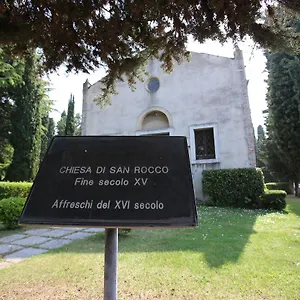 CHIESA DI SAN ROCCO
Fine secolo XV
Affreschi del XVI secolo